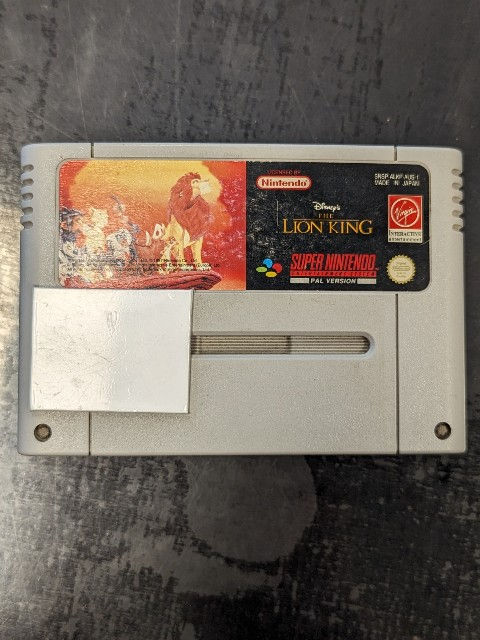 LICENSED BY
Nintendo
SNSP-ALKP-AUS-1
MADE IN JAPAN
Disney's
THE
LION KING
Virgin
INTERACTIVE
entertainment
SUPER NINTENDO
ENTERTAINMENT SYSTEM
PAL VERSION